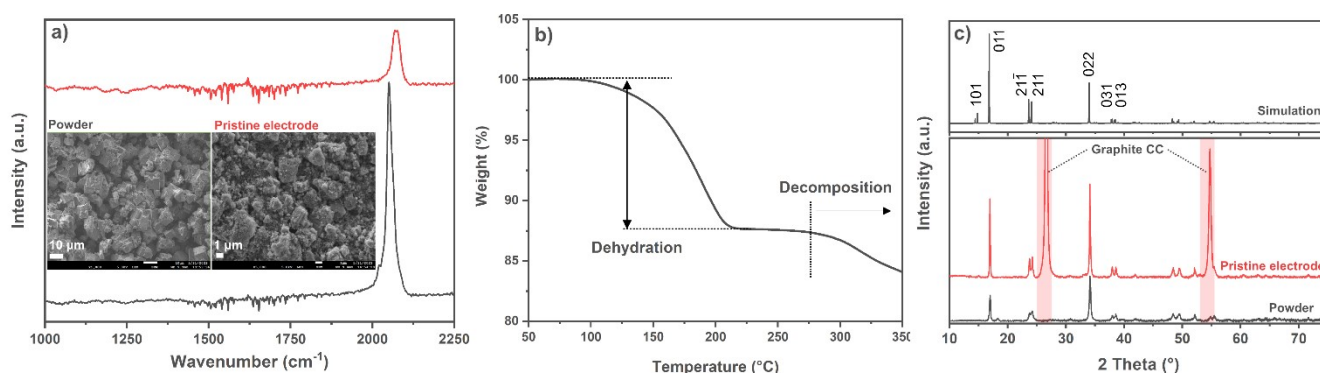 a)
Intensity (a.u.)
Powder
Pristine electrode
10 µm
1 µm
1000 1250 1500 1750 2000 2250
Wavenumber (cm⁻¹)
b)
Weight (%)
105
100
95
90
85
80
Dehydration
Decomposition
50 100 150 200 250 300 350
Temperature (°C)
c)
Intensity (a.u.)
101
011
211̄
211
022
031
013
Simulation
Graphite CC
Pristine electrode
Powder
10 20 30 40 50 60 70
2 Theta (°)